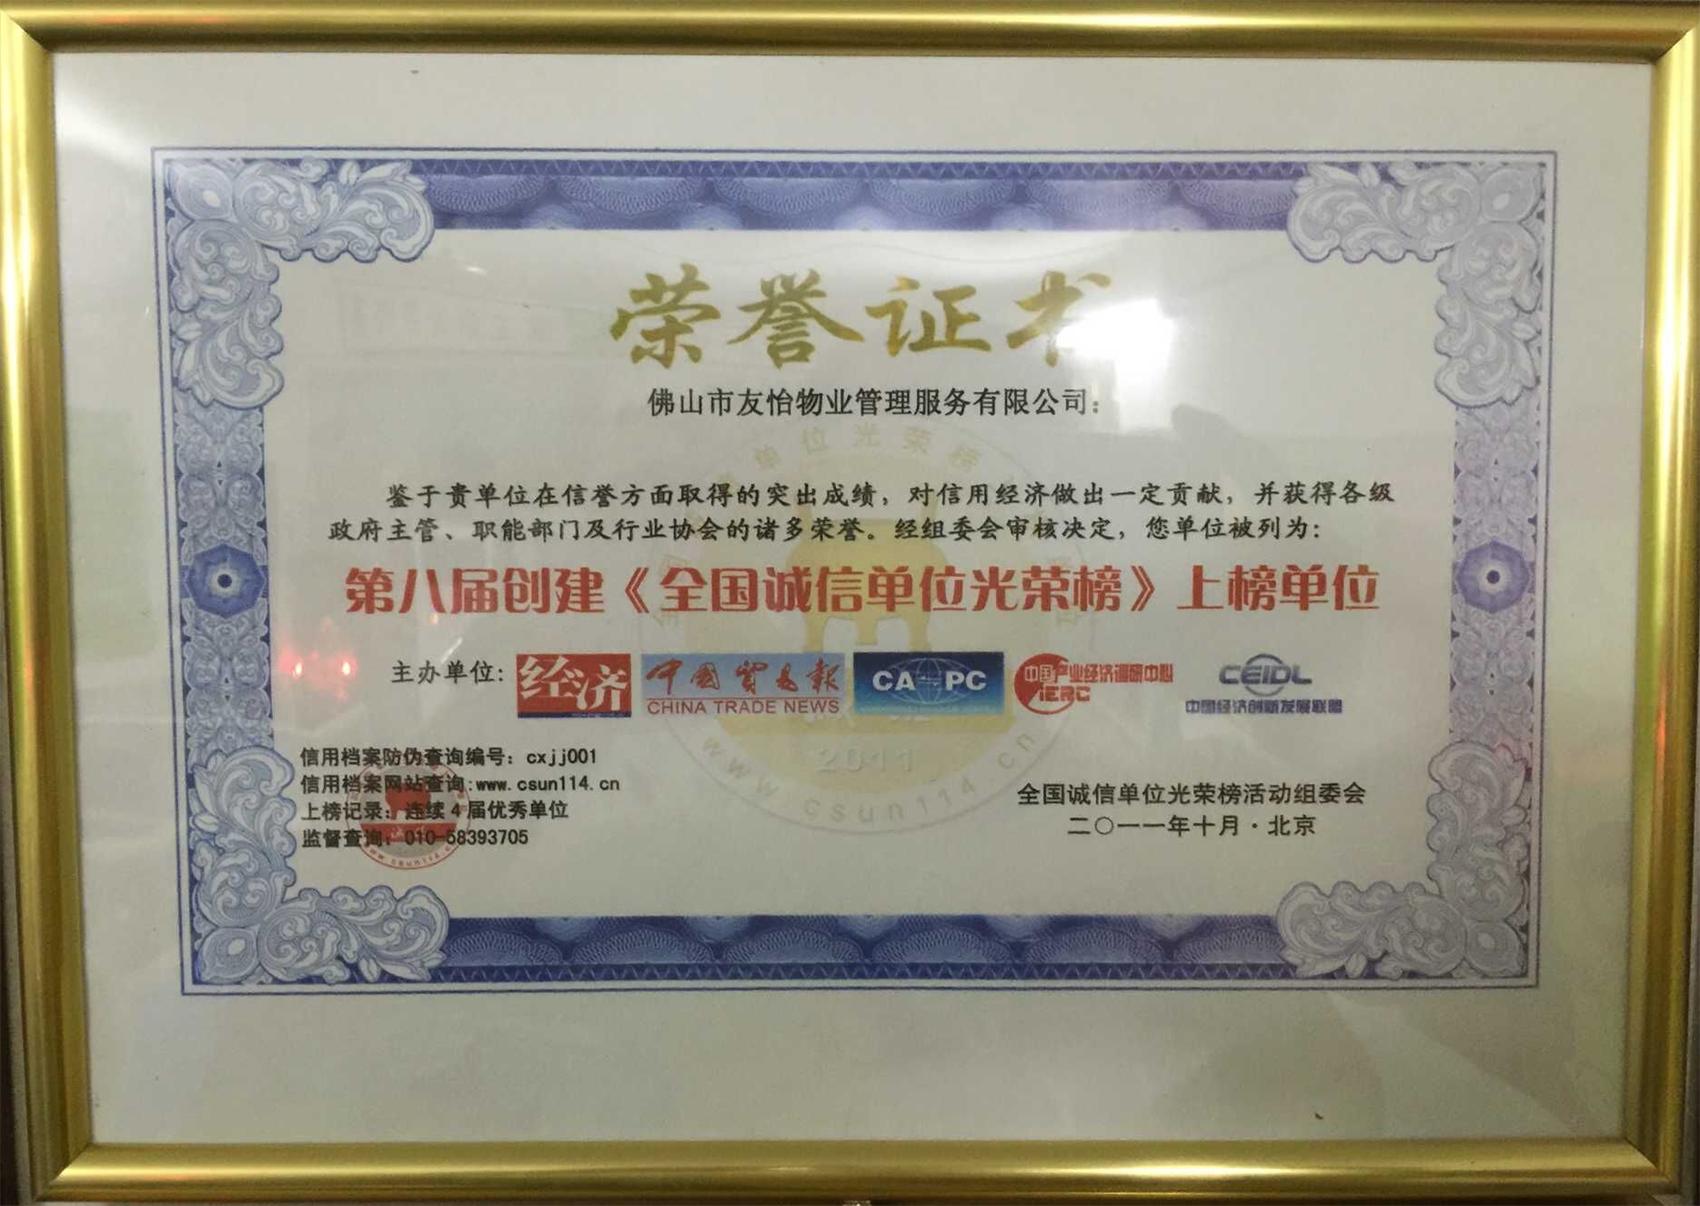 荣誉证书
佛山市友怡物业管理服务有限公司：
鉴于贵单位在信誉方面取得的突出成绩，对信用经济做出一定贡献，并获得各级
政府主管、职能部门及行业协会的诸多荣誉。经组委会审核决定，您单位被列为：
第八届创建《全国诚信单位光荣榜》上榜单位
主办单位：经济 中国贸易报 CHINA TRADE NEWS CAPC 中国产业经济调研中心 IERC CEIDL 中国经济创新发展联盟
信用档案防伪查询编号：cxjj001
信用档案网站查询:www.csun114.cn
上榜记录：连续4届优秀单位
监督查询：010-58393705
全国诚信单位光荣榜活动组委会
二〇一一年十月·北京
单位光荣榜
2011
www.csun114.cn